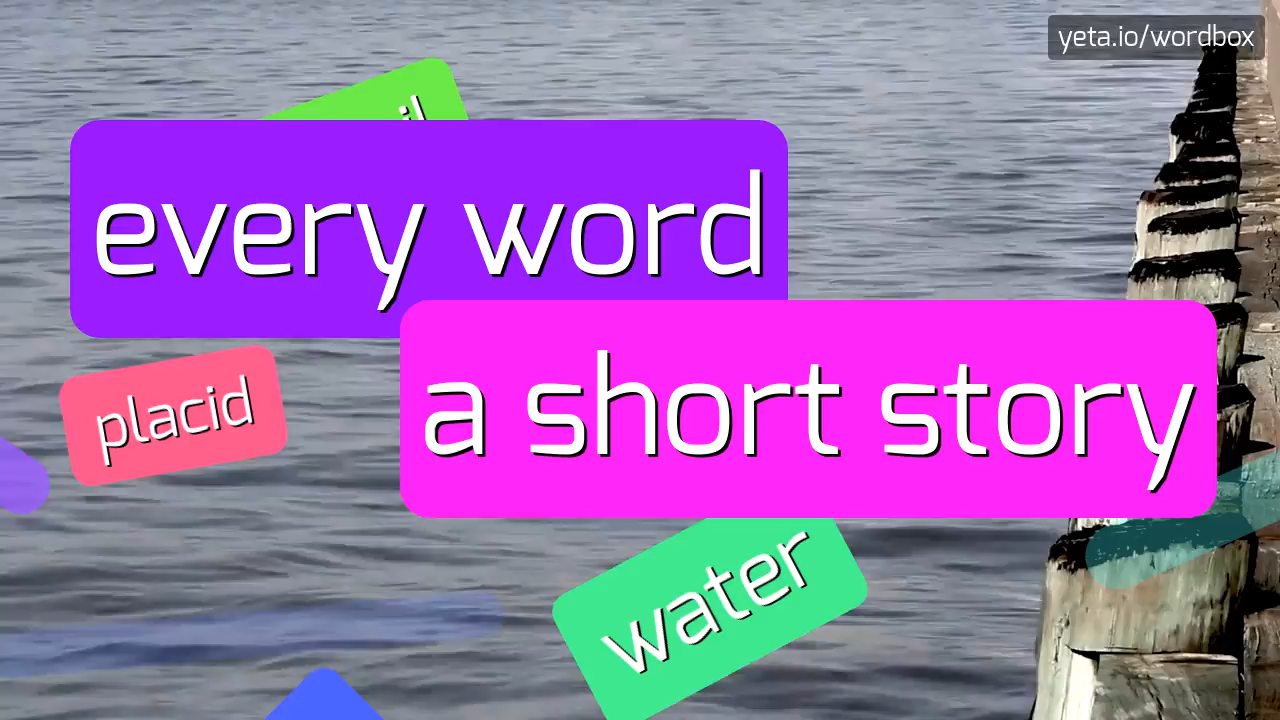 yeta.io/wordbox
every word
a short story
placid
water